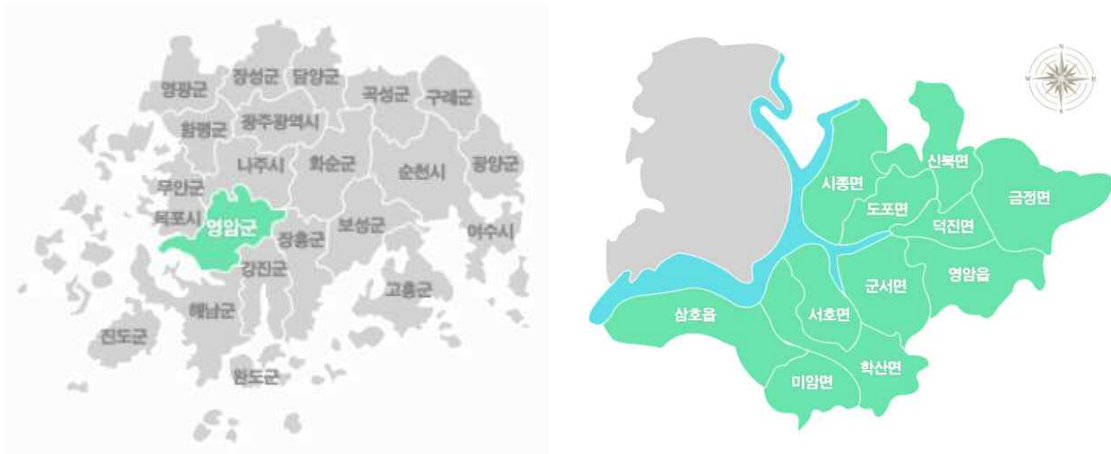 장성군
담양군
영광군
곡성군
구례군
함평군
광주광역시
나주시
화순군
순천시
광양군
무안군
목포시
영암군
보성군
여수시
장흥군
강진군
고흥군
해남군
진도군
완도군
N
W
S
신북면
시종면
금정면
도포면
덕진면
군서면
영암읍
삼호읍
서호면
학산면
미암면